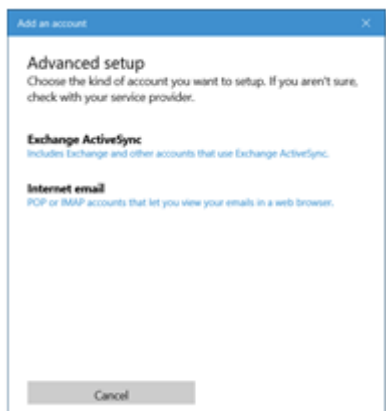 Add an account
Advanced setup
Choose the kind of account you want to setup. If you aren't sure,
check with your service provider.
Exchange ActiveSync
Includes Exchange and other accounts that use Exchange ActiveSync.
Internet email
POP or IMAP accounts that let you view your emails in a web browser.
Cancel